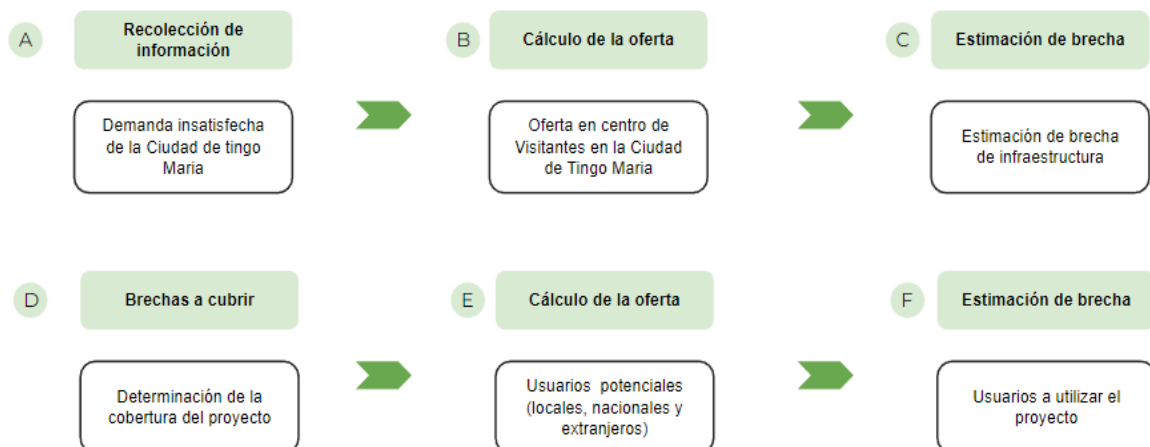 A
Recolección de
información
B
Cálculo de la oferta
C
Estimación de brecha
Demanda insatisfecha
de la Ciudad de tingo
Maria
Oferta en centro de
Visitantes en la Ciudad
de Tingo Maria
Estimación de brecha
de infraestructura
D
Brechas a cubrir
E
Cálculo de la oferta
F
Estimación de brecha
Determinación de la
cobertura del proyecto
Usuarios potenciales
(locales, nacionales y
extranjeros)
Usuarios a utilizar el
proyecto